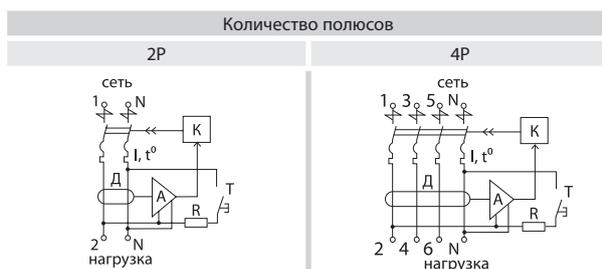 Количество полюсов
2P
4P
сеть
1 N
К
I, t⁰
Д
А
R
T
2 N
нагрузка
сеть
1 3 5 N
К
I, t⁰
Д
А
R
T
2 4 6 N
нагрузка